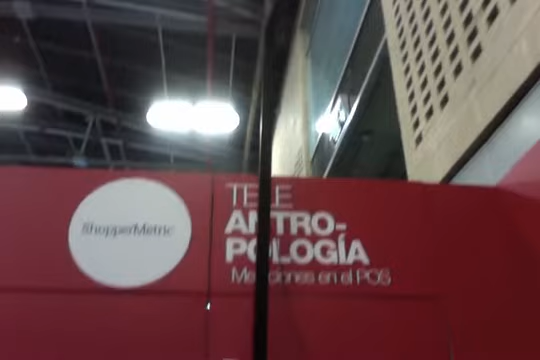 ShopperMetric
TELE
ANTRO-
POLOGÍA
Mediciones en el POS